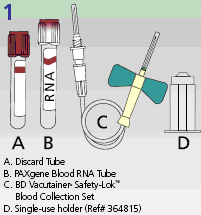 1
RNA
A B C D
A. Discard Tube
B. PAXgene Blood RNA Tube
C. BD Vacutainer® Safety-Lok™
Blood Collection Set
D. Single-use holder (Ref# 364815)